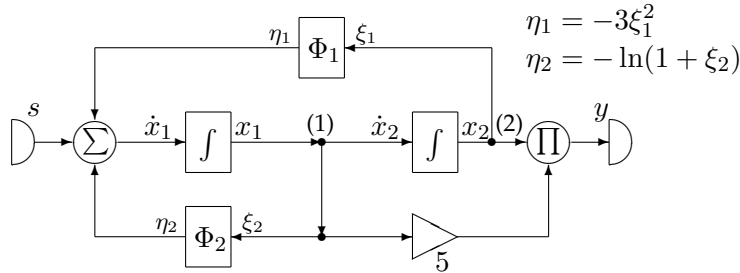 η₁ = −3ξ₁²
η₂ = − ln(1 + ξ₂)
η₁ Φ₁ ξ₁
s ∑ ẋ₁ ∫ x₁ (1) ẋ₂ ∫ x₂ (2) ∏ y
η₂ Φ₂ ξ₂ 5